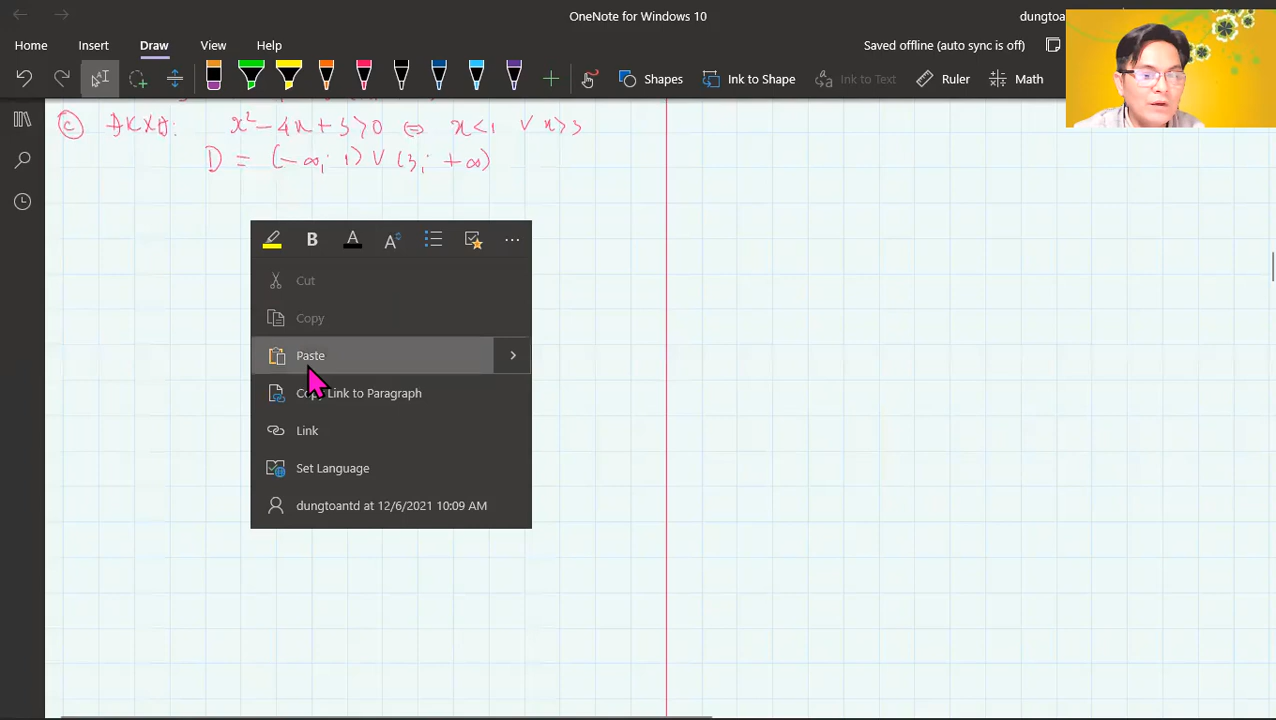 OneNote for Windows 10
dungtoa
Home Insert Draw View Help
Saved offline (auto sync is off)
Shapes Ink to Shape Ink to Text Ruler Math
ⓒ ĐKXĐ: x² - 4x + 3 > 0 ⇔ x < 1 ∨ x > 3
D = (-∞; 1) ∪ (3; +∞)
B A A
Cut
Copy
Paste
Copy Link to Paragraph
Link
Set Language
dungtoantd at 12/6/2021 10:09 AM